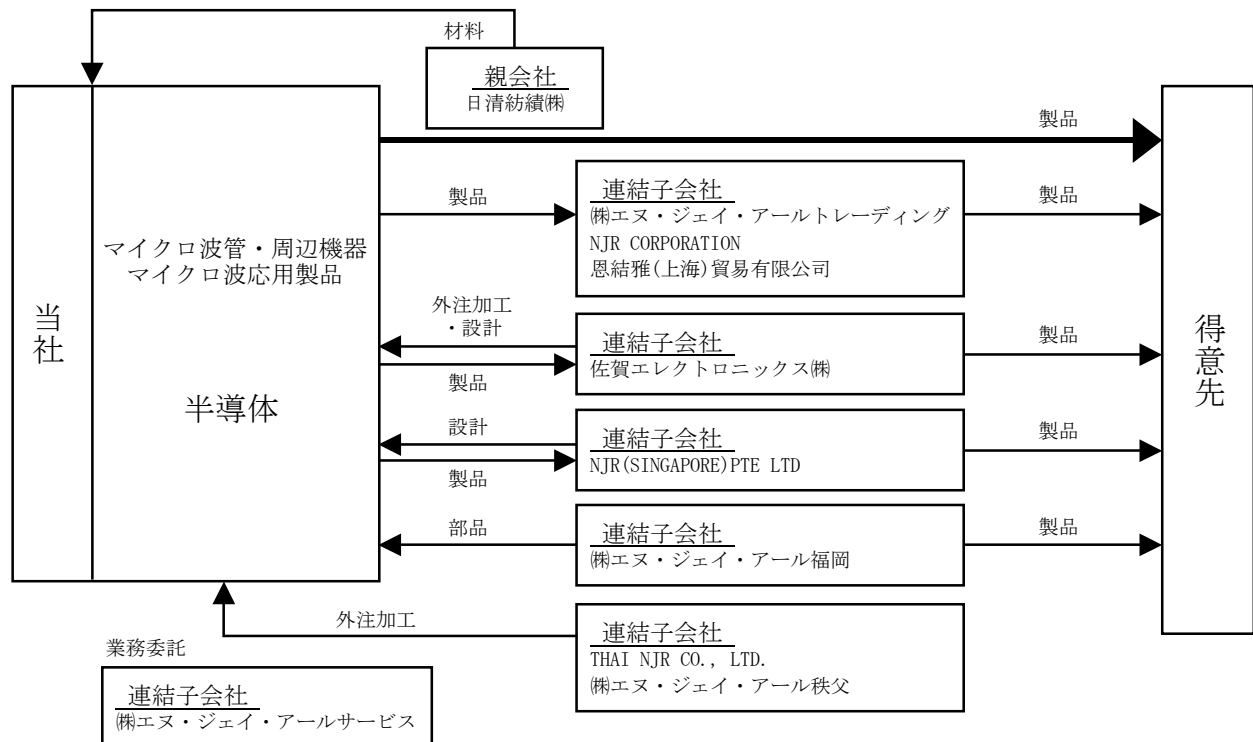 材料
親会社
日清紡績㈱
製品
当社
マイクロ波管・周辺機器
マイクロ波応用製品
半導体
製品
連結子会社
㈱エヌ・ジェイ・アールトレーディング
NJR CORPORATION
恩結雅(上海)貿易有限公司
製品
外注加工
・設計
製品
連結子会社
佐賀エレクトロニックス㈱
製品
設計
製品
連結子会社
NJR(SINGAPORE)PTE LTD
製品
部品
連結子会社
㈱エヌ・ジェイ・アール福岡
製品
得意先
外注加工
連結子会社
THAI NJR CO., LTD.
㈱エヌ・ジェイ・アール秩父
業務委託
連結子会社
㈱エヌ・ジェイ・アールサービス